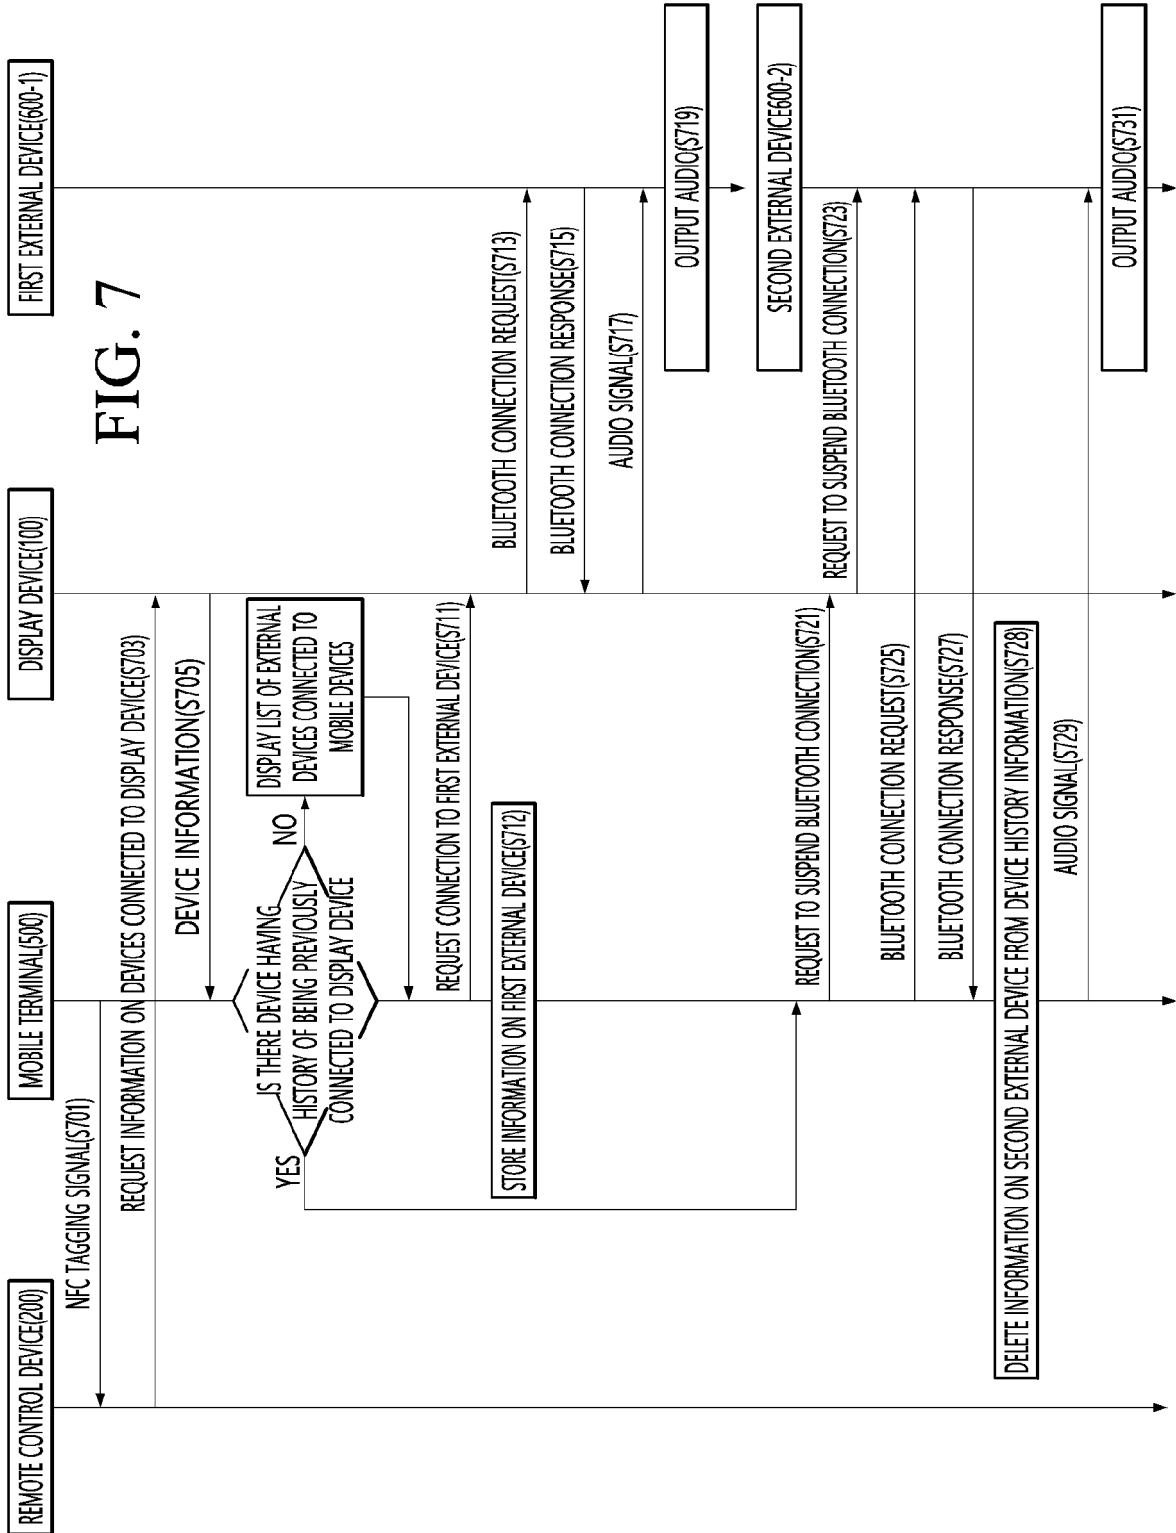 FIG. 7
REMOTE CONTROL DEVICE(200)
MOBILE TERMINAL(500)
DISPLAY DEVICE(100)
FIRST EXTERNAL DEVICE(600-1)
NFC TAGGING SIGNAL(S701)
REQUEST INFORMATION ON DEVICES CONNECTED TO DISPLAY DEVICE(S703)
DEVICE INFORMATION(S705)
IS THERE DEVICE HAVING
HISTORY OF BEING PREVIOUSLY
CONNECTED TO DISPLAY DEVICE
YES
NO
DISPLAY LIST OF EXTERNAL
DEVICES CONNECTED TO
MOBILE DEVICES
REQUEST CONNECTION TO FIRST EXTERNAL DEVICE(S711)
STORE INFORMATION ON FIRST EXTERNAL DEVICE(S712)
BLUETOOTH CONNECTION REQUEST(S713)
BLUETOOTH CONNECTION RESPONSE(S715)
AUDIO SIGNAL(S717)
OUTPUT AUDIO(S719)
SECOND EXTERNAL DEVICE600-2)
REQUEST TO SUSPEND BLUETOOTH CONNECTION(S721)
REQUEST TO SUSPEND BLUETOOTH CONNECTION(S723)
BLUETOOTH CONNECTION REQUEST(S725)
BLUETOOTH CONNECTION RESPONSE(S727)
DELETE INFORMATION ON SECOND EXTERNAL DEVICE FROM DEVICE HISTORY INFORMATION(S728)
AUDIO SIGNAL(S729)
OUTPUT AUDIO(S731)